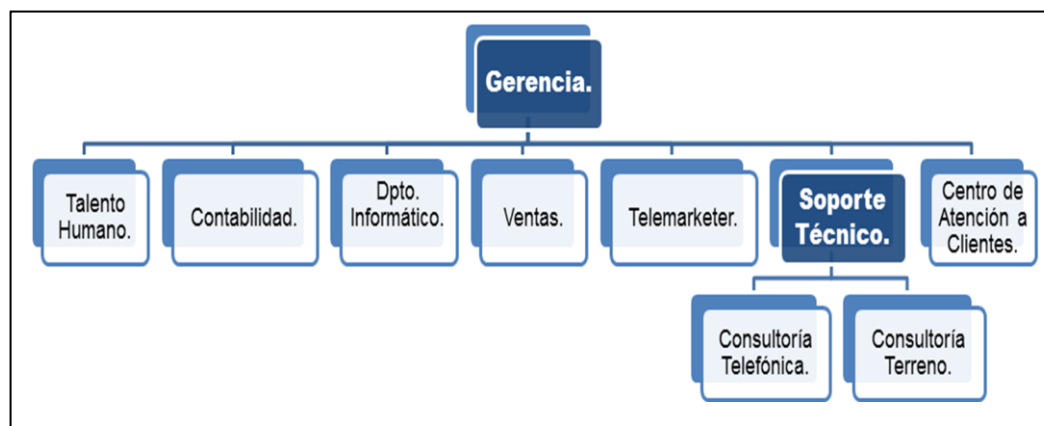 Gerencia.
Talento
Humano.
Contabilidad.
Dpto.
Informático.
Ventas.
Telemarketer.
Soporte
Técnico.
Centro de
Atención a
Clientes.
Consultoría
Telefónica.
Consultoría
Terreno.